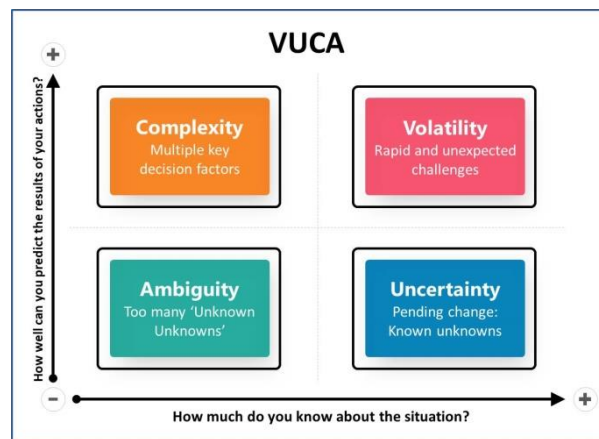 VUCA
+
How well can you predict the results of your actions?
Complexity
Multiple key
decision factors
Volatility
Rapid and unexpected
challenges
Ambiguity
Too many ‘Unknown
Unknowns’
Uncertainty
Pending change:
Known unknowns
−
+
How much do you know about the situation?